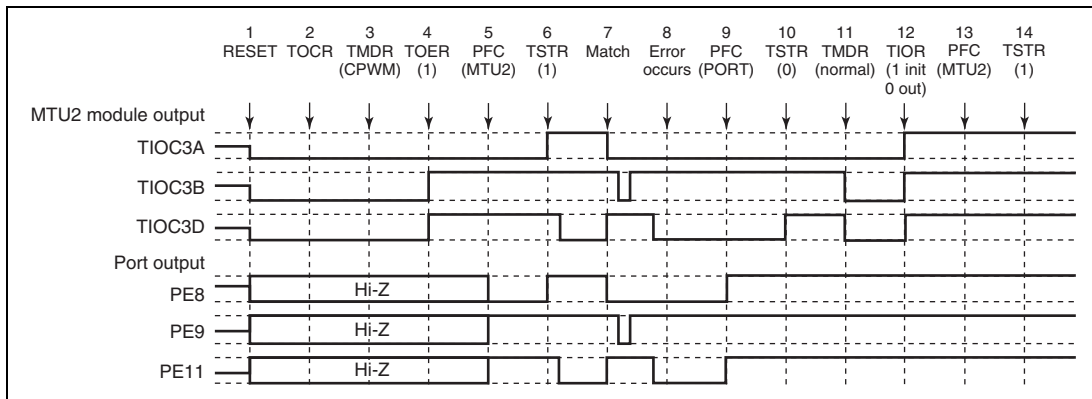 1 2 3 4 5 6 7 8 9 10 11 12 13 14
RESET TOCR TMDR TOER PFC TSTR Match Error PFC TSTR TMDR TIOR PFC TSTR
(CPWM) (1) (MTU2) (1) occurs (PORT) (0) (normal) (1 init (MTU2) (1)
0 out)
MTU2 module output
TIOC3A
TIOC3B
TIOC3D
Port output
PE8 Hi-Z
PE9 Hi-Z
PE11 Hi-Z